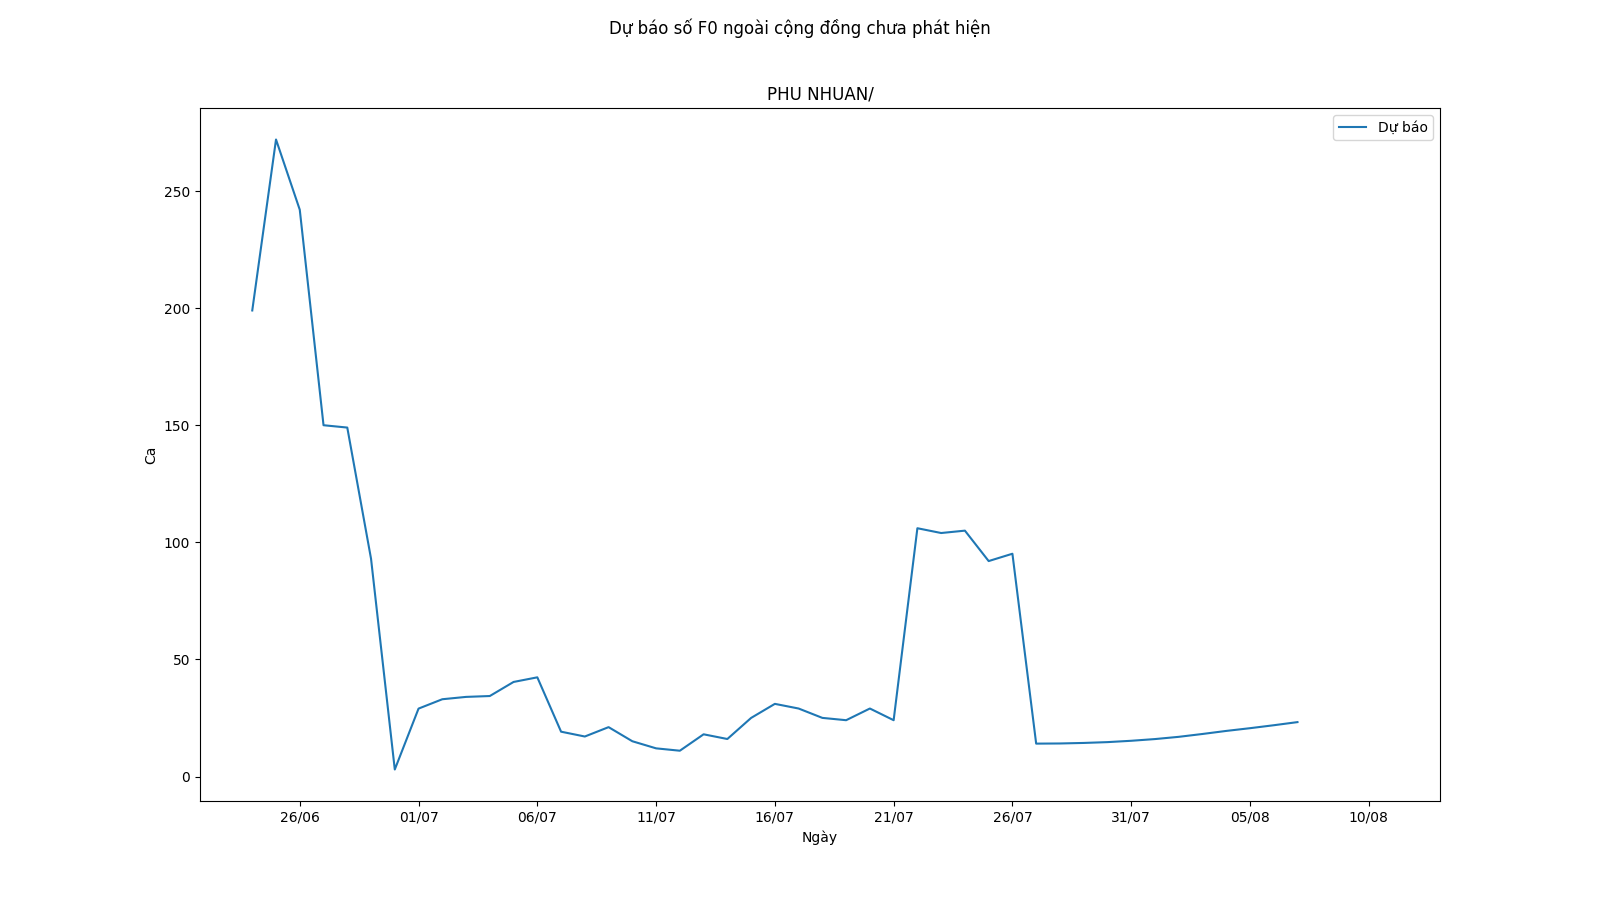 Dự báo số F0 ngoài cộng đồng chưa phát hiện
PHU NHUAN/
Dự báo
250
200
150
100
50
0
Ca
26/06 01/07 06/07 11/07 16/07 21/07 26/07 31/07 05/08 10/08
Ngày